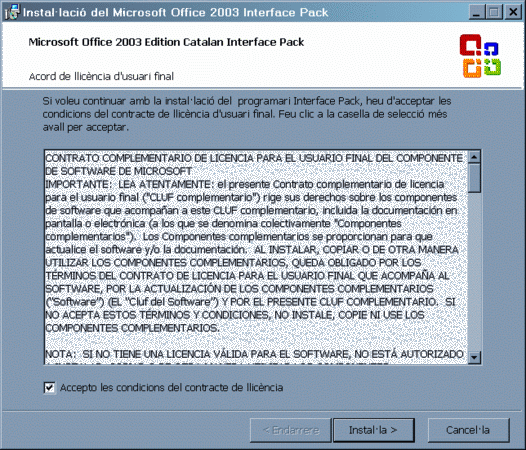 Instal·lació del Microsoft Office 2003 Interface Pack
Microsoft Office 2003 Edition Catalan Interface Pack
Acord de llicència d'usuari final
Si voleu continuar amb la instal·lació del programari Interface Pack, heu d'acceptar les
condicions del contracte de llicència d'usuari final. Feu clic a la casella de selecció més
avall per acceptar.
CONTRATO COMPLEMENTARIO DE LICENCIA PARA EL USUARIO FINAL DEL COMPONENTE
DE SOFTWARE DE MICROSOFT
IMPORTANTE: LEA ATENTAMENTE: el presente Contrato complementario de licencia
para el usuario final ("CLUF complementario") rige sus derechos sobre los componentes
de software que acompañan a este CLUF complementario, incluida la documentación en
pantalla o electrónica (a los que se denomina colectivamente "Componentes
complementarios"). Los Componentes complementarios se proporcionan para que
actualice el software y/o la documentación. AL INSTALAR, COPIAR O DE OTRA MANERA
UTILIZAR LOS COMPONENTES COMPLEMENTARIOS, QUEDA OBLIGADO POR LOS
TÉRMINOS DEL CONTRATO DE LICENCIA PARA EL USUARIO FINAL QUE ACOMPAÑA AL
SOFTWARE, POR LA ACTUALIZACIÓN DE LOS COMPONENTES COMPLEMENTARIOS
("Software") (EL "Cluf del Software") Y POR EL PRESENTE CLUF COMPLEMENTARIO. SI
NO ACEPTA ESTOS TÉRMINOS Y CONDICIONES, NO INSTALE, COPIE NI USE LOS
COMPONENTES COMPLEMENTARIOS.
NOTA: SI NO TIENE UNA LICENCIA VÁLIDA PARA EL SOFTWARE, NO ESTÁ AUTORIZADO
Accepto les condicions del contracte de llicència
< Endarrere
Instal·la >
Cancel·la